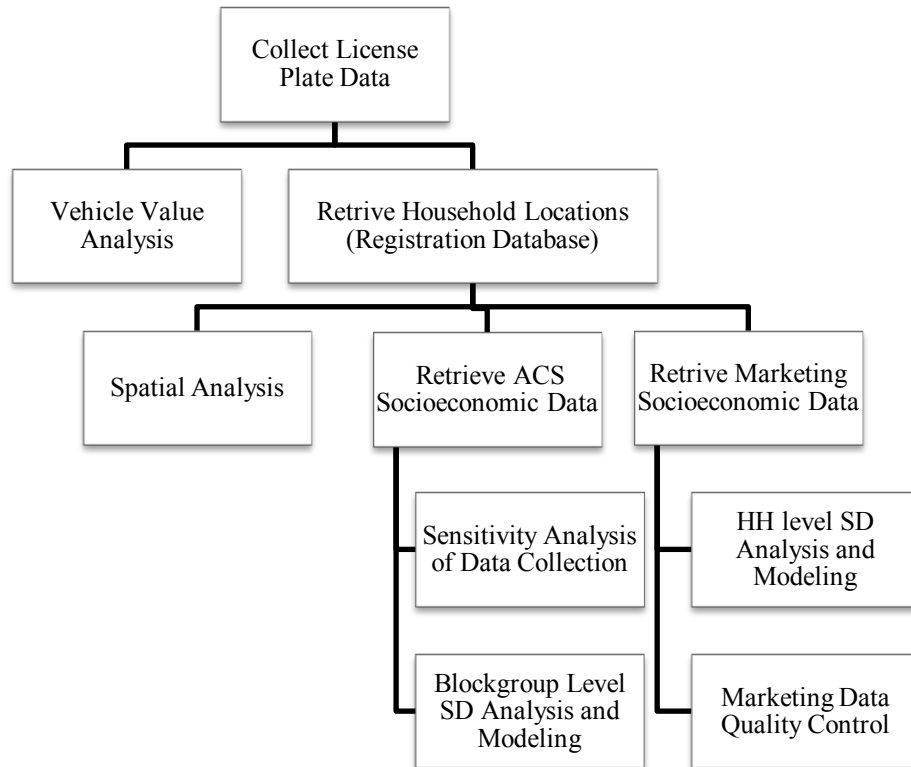 Collect License
Plate Data
Vehicle Value
Analysis
Retrive Household Locations
(Registration Database)
Spatial Analysis
Retrieve ACS
Socioeconomic Data
Retrive Marketing
Socioeconomic Data
Sensitivity Analysis
of Data Collection
HH level SD
Analysis and
Modeling
Blockgroup Level
SD Analysis and
Modeling
Marketing Data
Quality Control